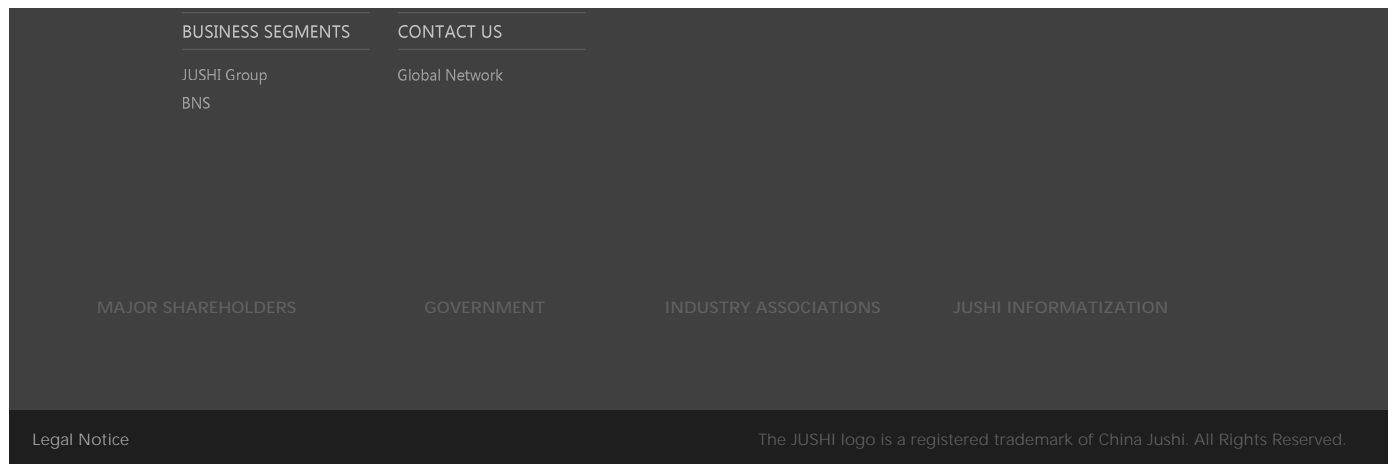 BUSINESS SEGMENTS CONTACT US
JUSHI Group Global Network
BNS
MAJOR SHAREHOLDERS GOVERNMENT INDUSTRY ASSOCIATIONS JUSHI INFORMATIZATION
Legal Notice The JUSHI logo is a registered trademark of China Jushi. All Rights Reserved.